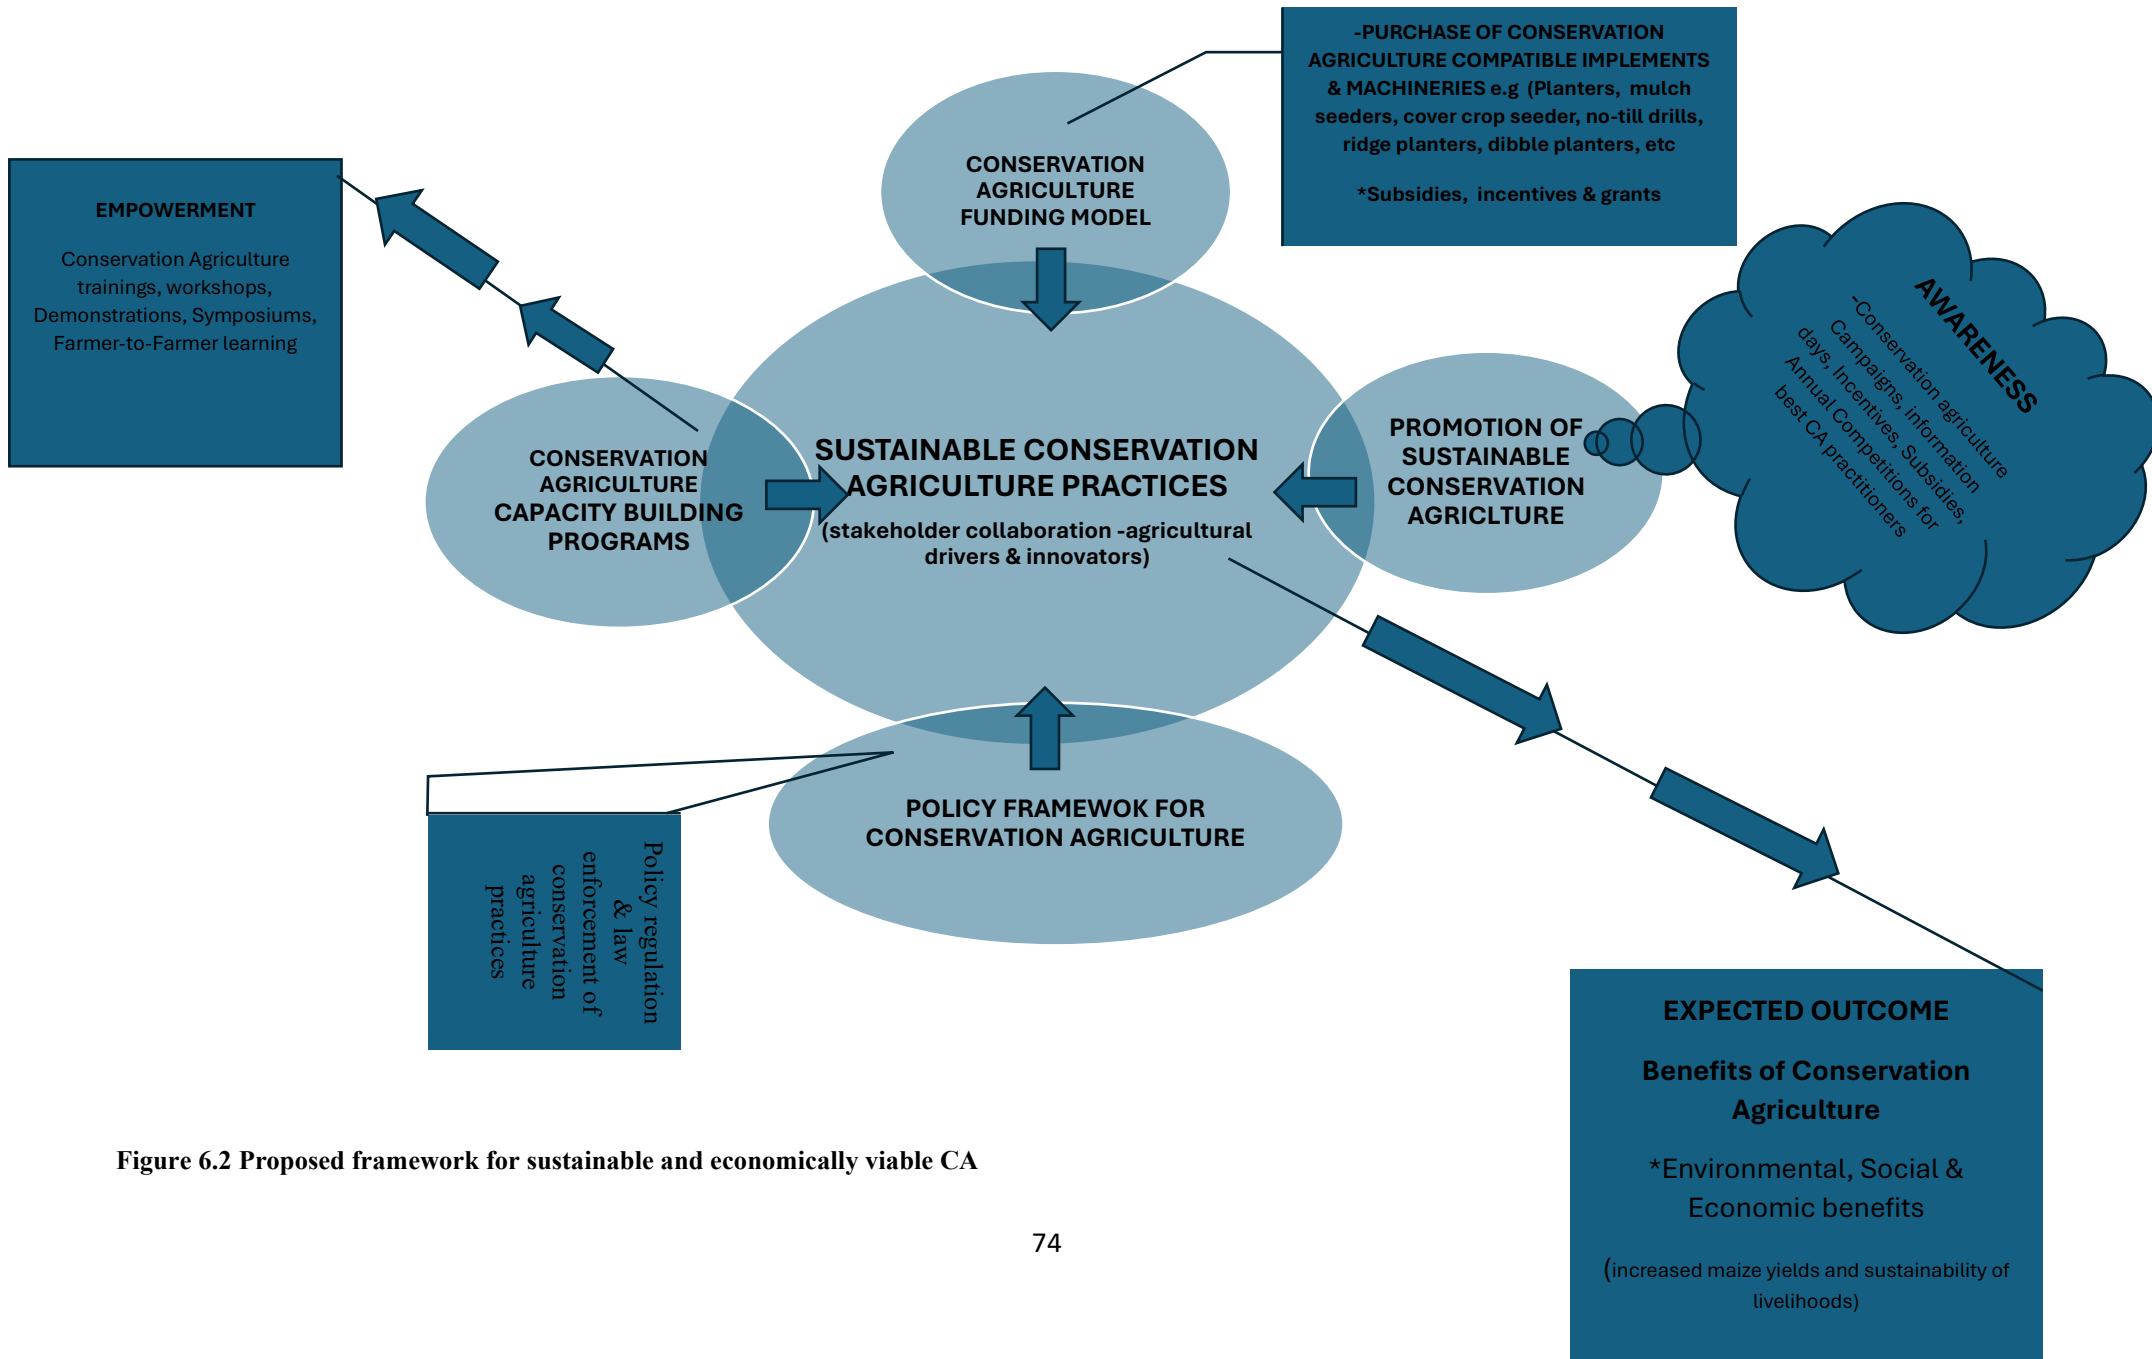 -PURCHASE OF CONSERVATION
AGRICULTURE COMPATIBLE IMPLEMENTS
& MACHINERIES e.g (Planters, mulch
seeders, cover crop seeder, no-till drills,
ridge planters, dibble planters, etc
*Subsidies, incentives & grants
CONSERVATION
AGRICULTURE
FUNDING MODEL
EMPOWERMENT
Conservation Agriculture
trainings, workshops,
Demonstrations, Symposiums,
Farmer-to-Farmer learning
AWARENESS
-Conservation agriculture
Campaigns, information
days, Incentives, Subsidies,
Annual Competitions for
best CA practitioners
CONSERVATION
AGRICULTURE
CAPACITY BUILDING
PROGRAMS
SUSTAINABLE CONSERVATION
AGRICULTURE PRACTICES
(stakeholder collaboration -agricultural
drivers & innovators)
PROMOTION OF
SUSTAINABLE
CONSERVATION
AGRICLTURE
POLICY FRAMEWOK FOR
CONSERVATION AGRICULTURE
Policy regulation
& law
enforcement of
conservation
agriculture
practices
EXPECTED OUTCOME
Benefits of Conservation
Agriculture
*Environmental, Social &
Economic benefits
(increased maize yields and sustainability of
livelihoods)
Figure 6.2 Proposed framework for sustainable and economically viable CA
74